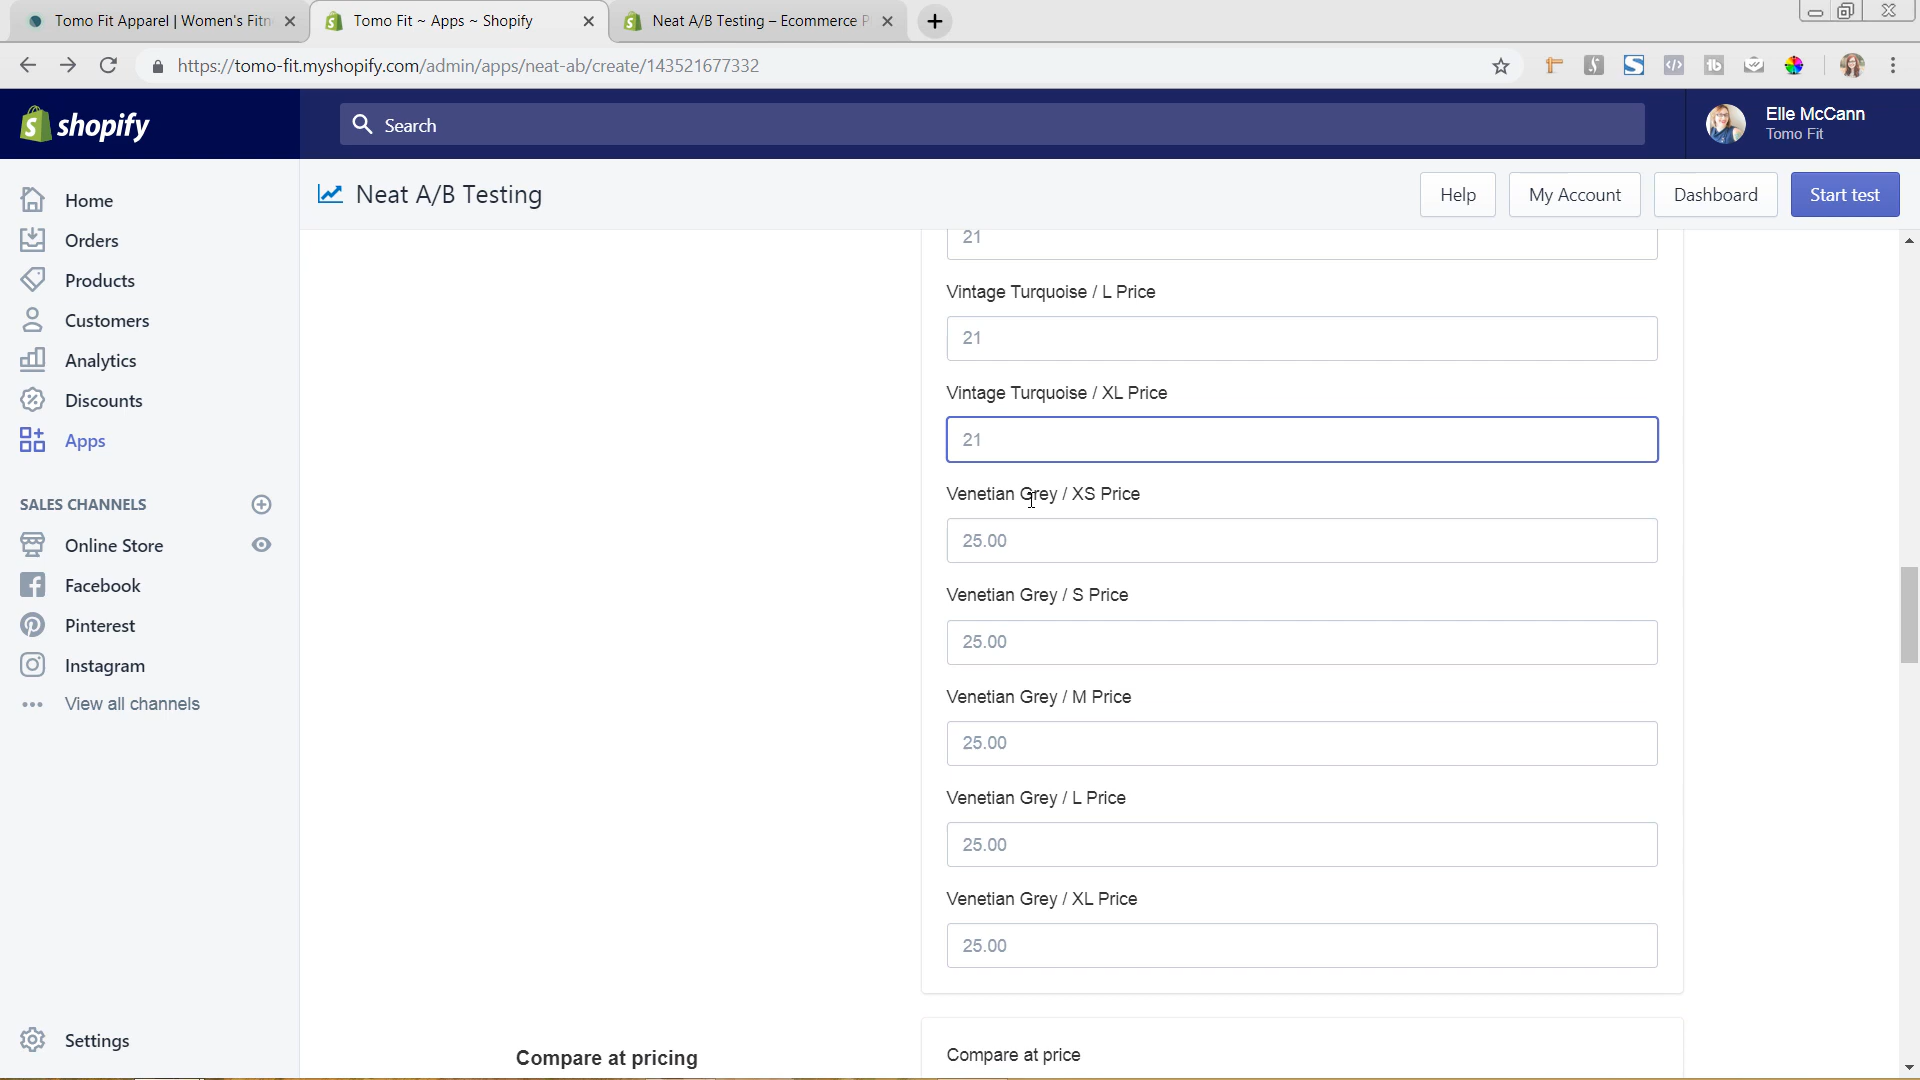 Tomo Fit Apparel | Women's Fitn
Tomo Fit ~ Apps ~ Shopify
Neat A/B Testing – Ecommerce P
https://tomo-fit.myshopify.com/admin/apps/neat-ab/create/143521677332
shopify
Search
Elle McCann
Tomo Fit
Neat A/B Testing
Help
My Account
Dashboard
Start test
Home
Orders
Products
Customers
Analytics
Discounts
Apps
SALES CHANNELS
Online Store
Facebook
Pinterest
Instagram
View all channels
Settings
21
Vintage Turquoise / L Price
21
Vintage Turquoise / XL Price
21
Venetian Grey / XS Price
25.00
Venetian Grey / S Price
25.00
Venetian Grey / M Price
25.00
Venetian Grey / L Price
25.00
Venetian Grey / XL Price
25.00
Compare at pricing
Compare at price